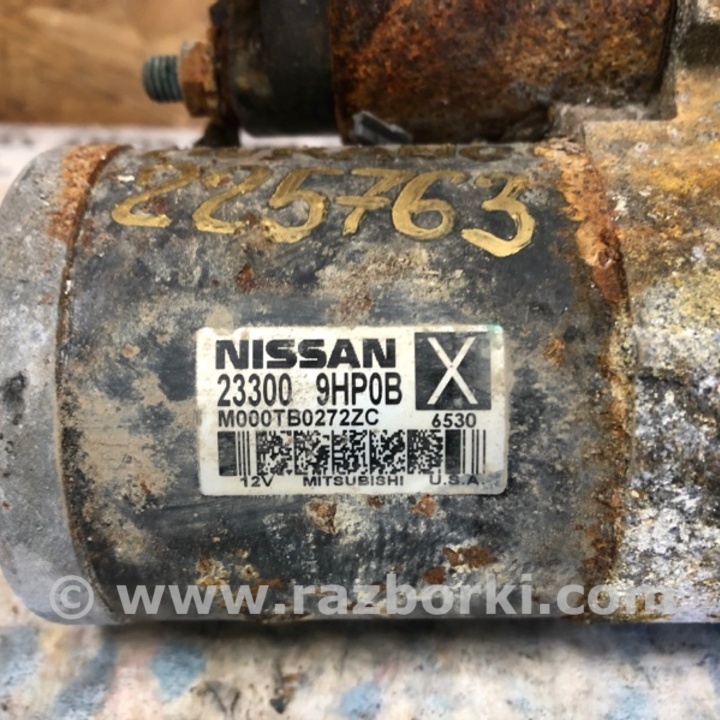 225763
NISSAN X
23300 9HP0B
M000TB0272ZC 6530
12V MITSUBISHI U.S.A.
© www.razborki.com